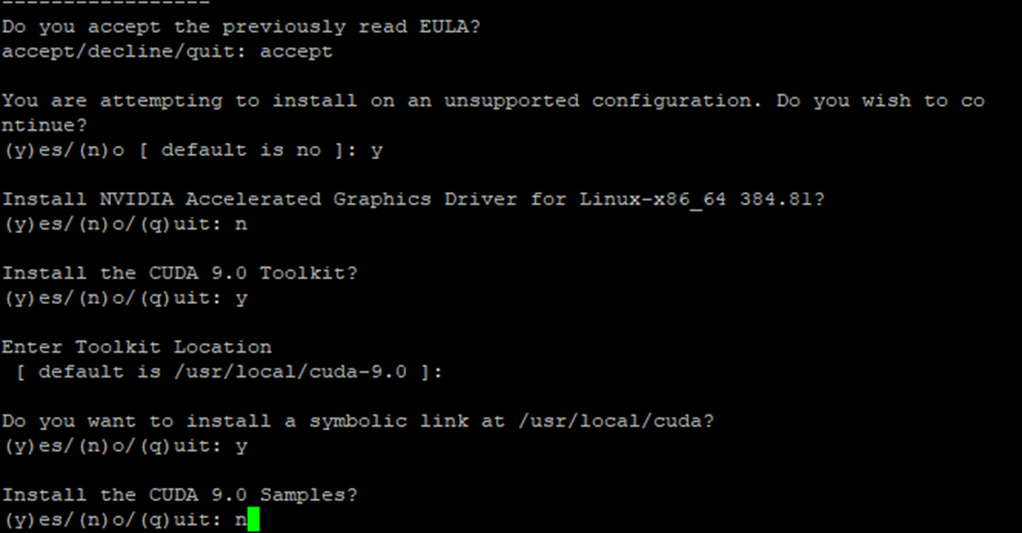 -----------------
Do you accept the previously read EULA?
accept/decline/quit: accept
You are attempting to install on an unsupported configuration. Do you wish to co
ntinue?
(y)es/(n)o [ default is no ]: y
Install NVIDIA Accelerated Graphics Driver for Linux-x86_64 384.81?
(y)es/(n)o/(q)uit: n
Install the CUDA 9.0 Toolkit?
(y)es/(n)o/(q)uit: y
Enter Toolkit Location
 [ default is /usr/local/cuda-9.0 ]:
Do you want to install a symbolic link at /usr/local/cuda?
(y)es/(n)o/(q)uit: y
Install the CUDA 9.0 Samples?
(y)es/(n)o/(q)uit: n